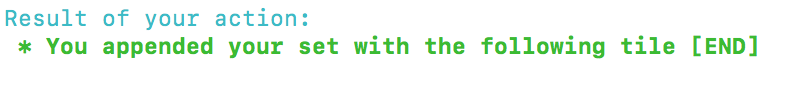 Result of your action:
* You appended your set with the following tile [END]